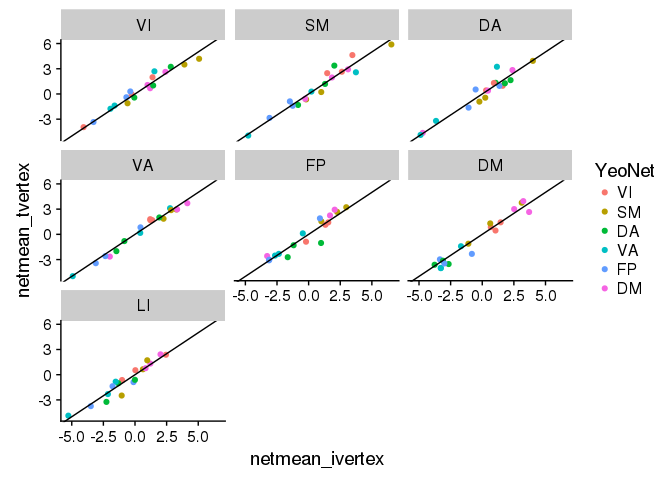 VI SM DA
6
3
0
-3
VA FP DM
6
3
0
-3
-5.0 -2.5 0.0 2.5 5.0 -5.0 -2.5 0.0 2.5 5.0
LI
6
3
0
-3
-5.0 -2.5 0.0 2.5 5.0
netmean_ivertex
netmean_tvertex
YeoNet
VI
SM
DA
VA
FP
DM